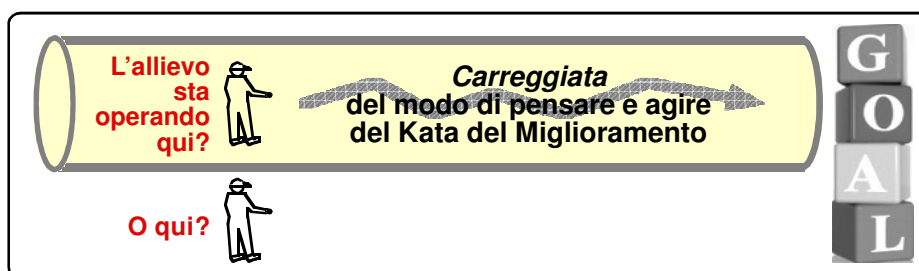 L'allievo
sta
operando
qui?
Carreggiata
del modo di pensare e agire
del Kata del Miglioramento
O qui?
G
O
A
L